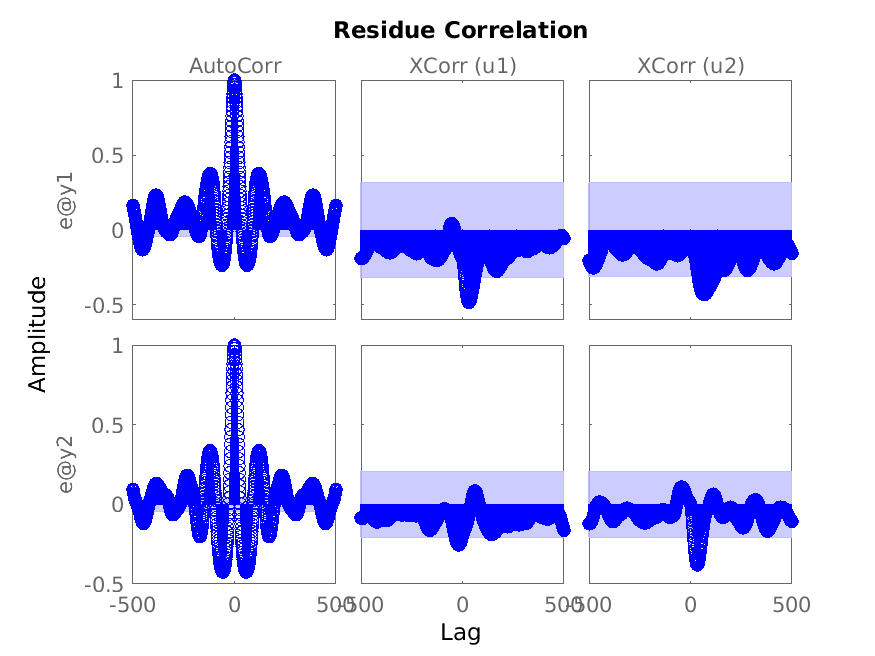 Residue Correlation
AutoCorr XCorr (u1) XCorr (u2)
1
0.5
0
-0.5
e@y1
Amplitude
1
0.5
0
-0.5
e@y2
-500 0 500 -500 0 500 -500 0 500
Lag